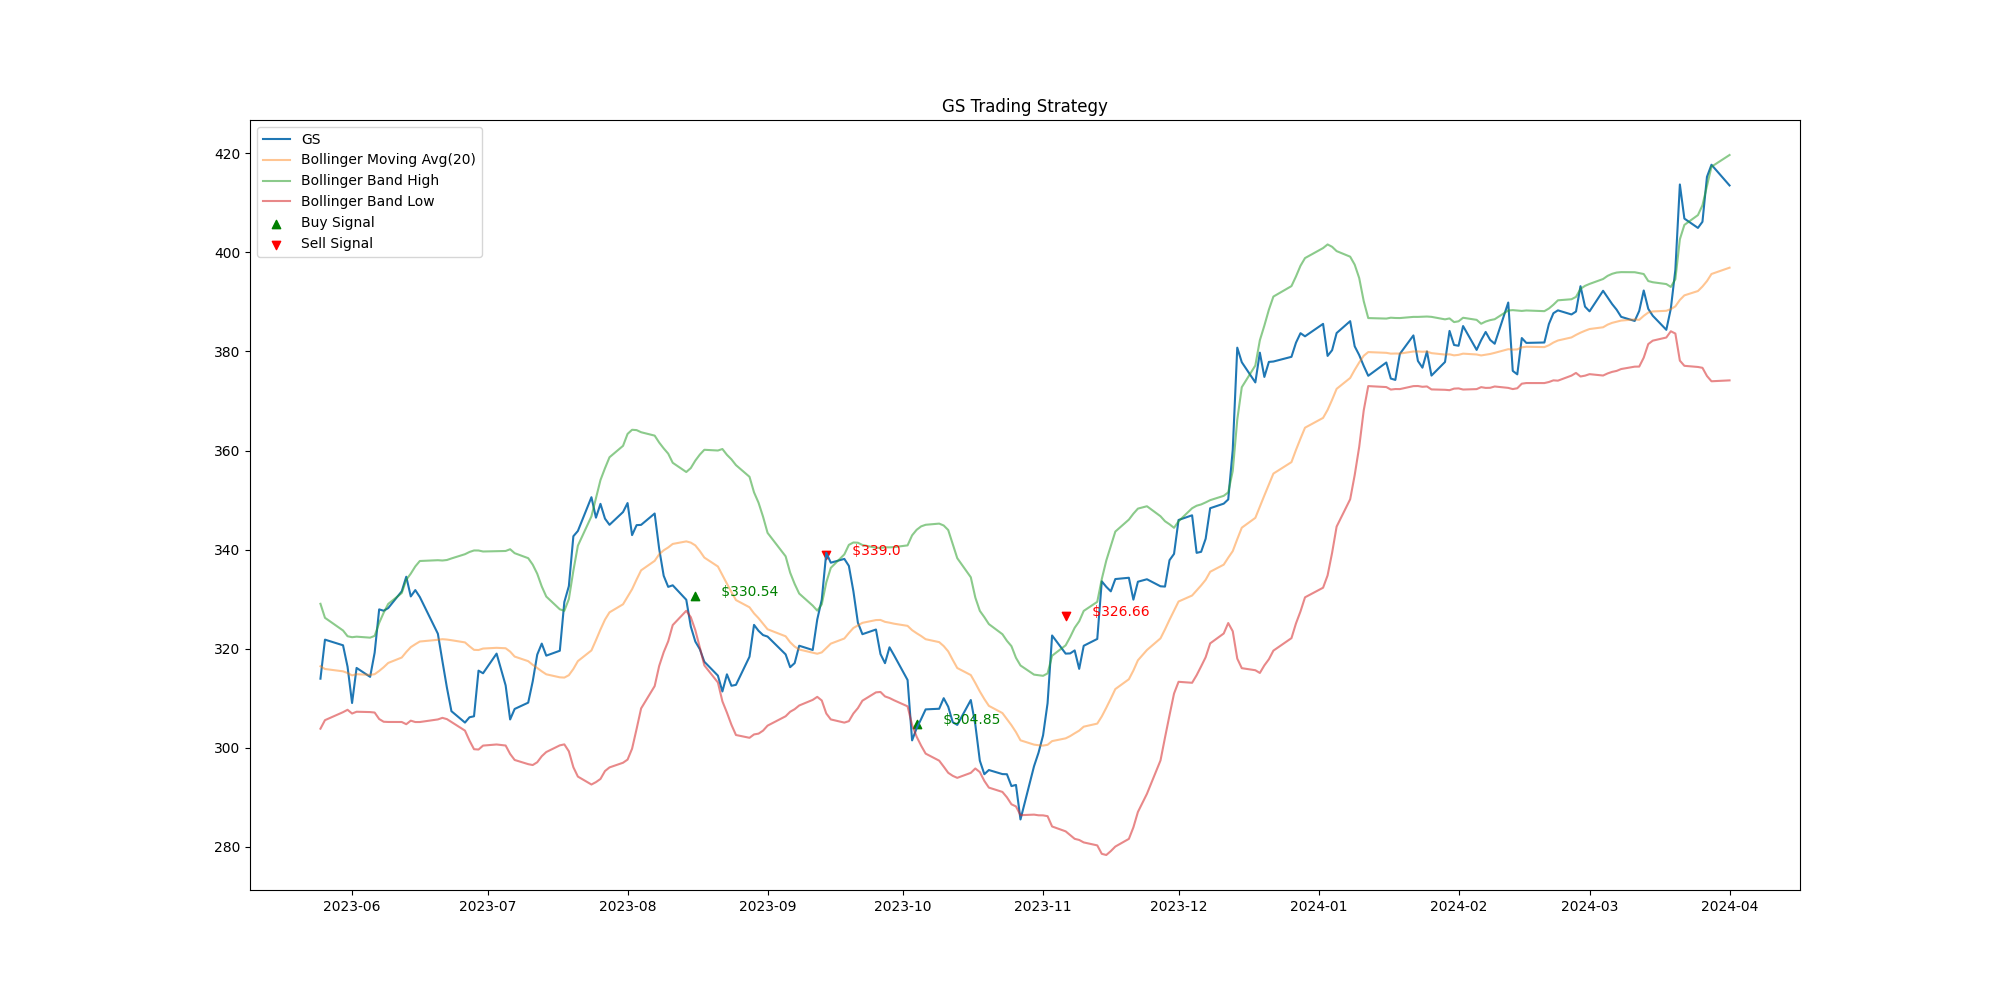 GS Trading Strategy
GS
Bollinger Moving Avg(20)
Bollinger Band High
Bollinger Band Low
Buy Signal
Sell Signal
420
400
380
360
340
320
300
280
$330.54
$339.0
$304.85
$326.66
2023-06 2023-07 2023-08 2023-09 2023-10 2023-11 2023-12 2024-01 2024-02 2024-03 2024-04